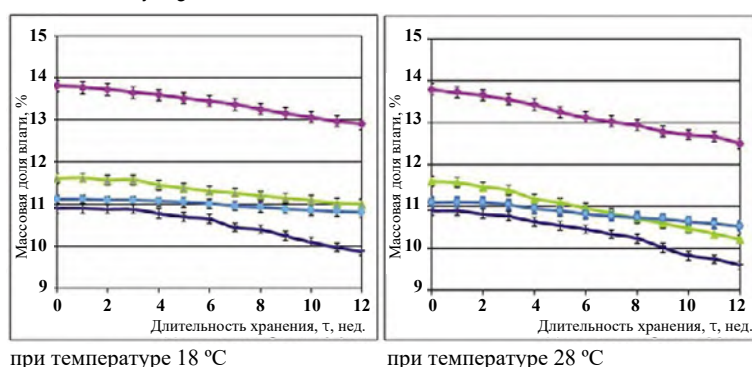 15
14
13
12
11
10
9
Массовая доля влаги, %
0 2 4 6 8 10 12
Длительность хранения, τ, нед.
при температуре 18 ºС
15
14
13
12
11
10
9
Массовая доля влаги, %
0 2 4 6 8 10 12
Длительность хранения, τ, нед.
при температуре 28 ºС